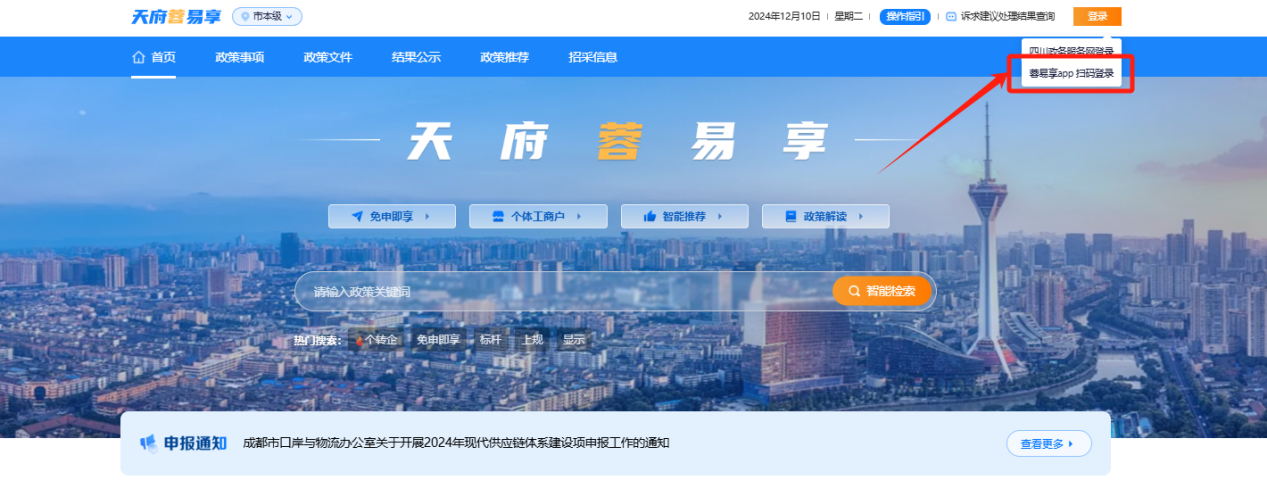 天府蓉易享 市本级 2024年12月10日 星期二 操作指引 诉求建议处理结果查询 登录
四川政务服务网登录
首页 政策事项 政策文件 结果公示 政策推荐 招采信息
蓉易享app 扫码登录
天府蓉易享
免申即享 个体工商户 智能推荐 政策解读
请输入政策关键词 智能检索
热门搜索: 个转企 免申即享 标杆 上规 显示
申报通知 成都市口岸与物流办公室关于开展2024年现代供应链体系建设项申报工作的通知 查看更多